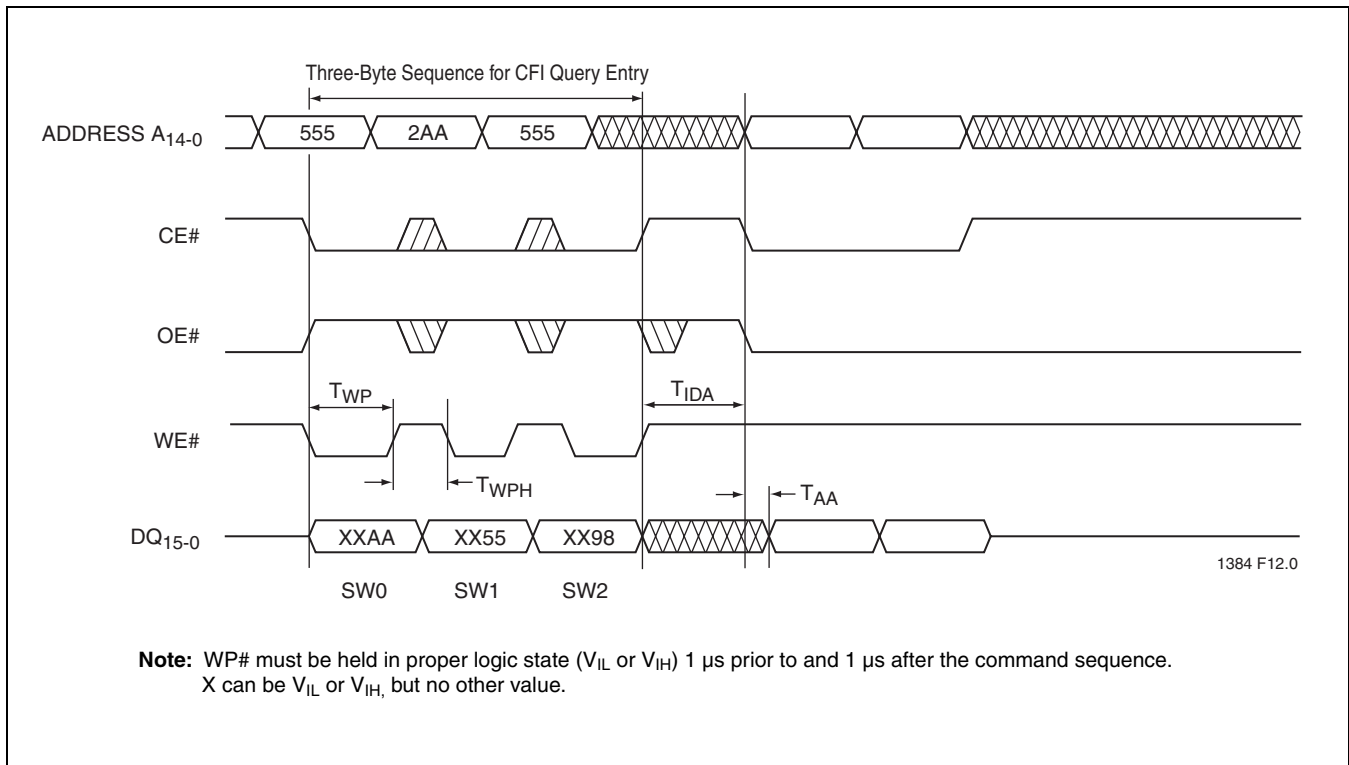 Three-Byte Sequence for CFI Query Entry
ADDRESS A14-0
555 2AA 555
CE#
OE#
TWP TIDA
WE#
TWPH
TAA
DQ15-0
XXAA XX55 XX98
1384 F12.0
SW0 SW1 SW2
Note: WP# must be held in proper logic state (VIL or VIH) 1 µs prior to and 1 µs after the command sequence.
X can be VIL or VIH, but no other value.